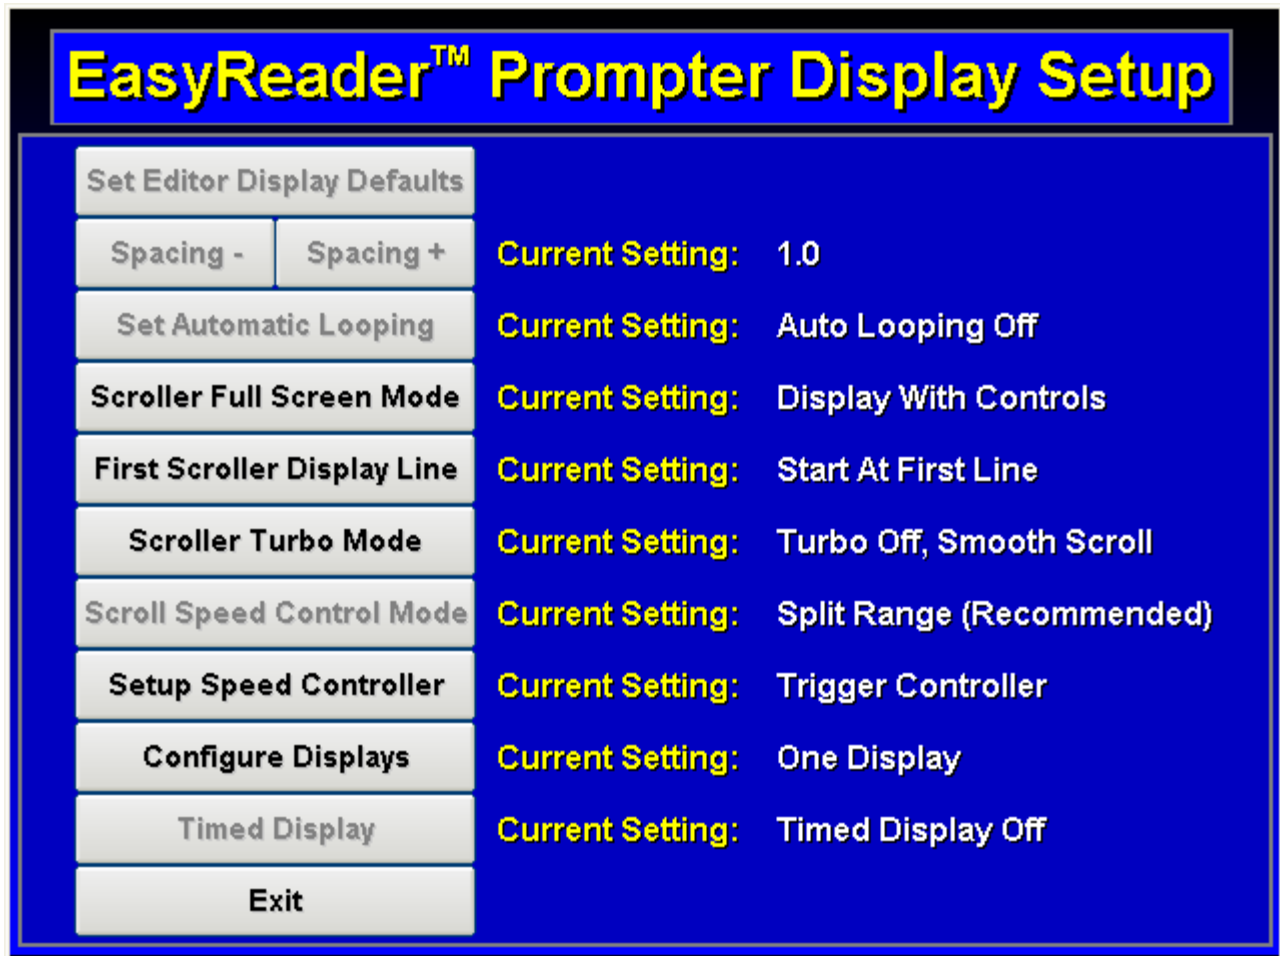 EasyReader™ Prompter Display Setup
Set Editor Display Defaults
Spacing - Spacing + Current Setting: 1.0
Set Automatic Looping Current Setting: Auto Looping Off
Scroller Full Screen Mode Current Setting: Display With Controls
First Scroller Display Line Current Setting: Start At First Line
Scroller Turbo Mode Current Setting: Turbo Off, Smooth Scroll
Scroll Speed Control Mode Current Setting: Split Range (Recommended)
Setup Speed Controller Current Setting: Trigger Controller
Configure Displays Current Setting: One Display
Timed Display Current Setting: Timed Display Off
Exit